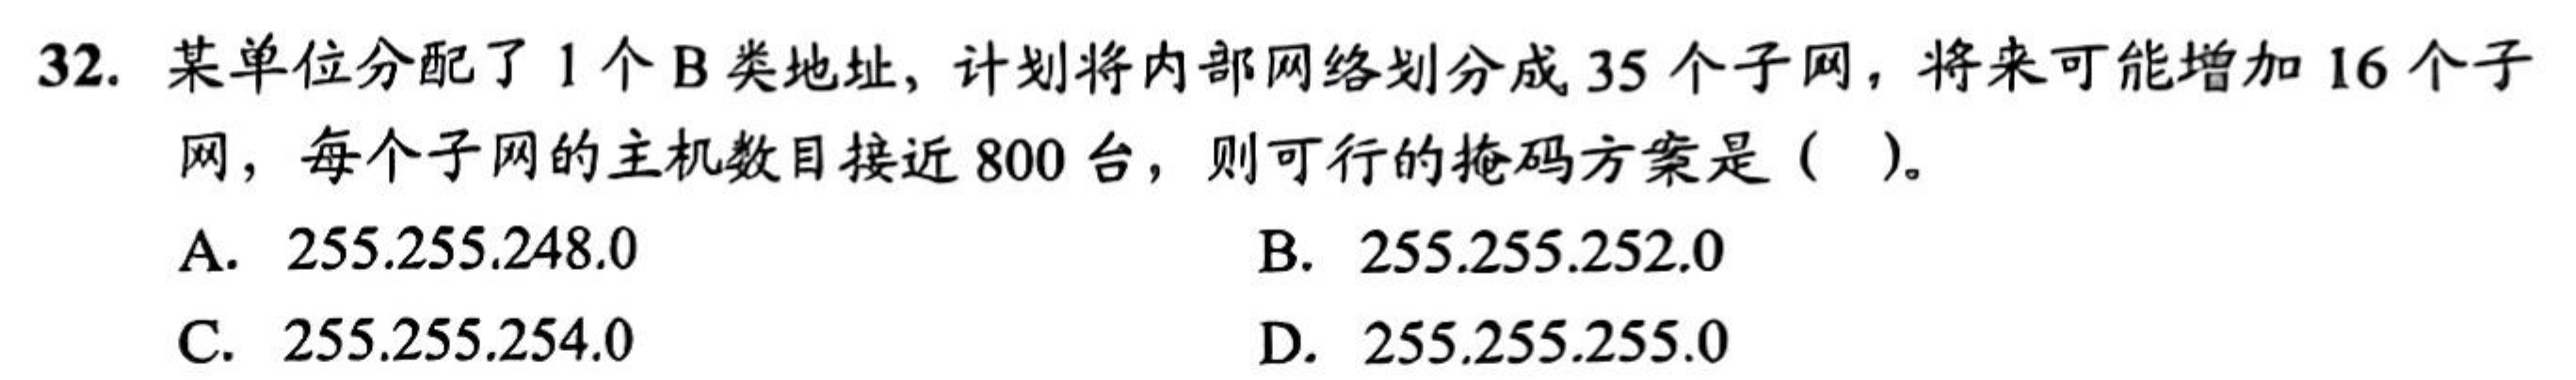 32. 某单位分配了 1 个 B 类地址，计划将内部网络划分成 35 个子网，将来可能增加 16 个子
网，每个子网的主机数目接近 800 台，则可行的掩码方案是（ ）。
A. 255.255.248.0 B. 255.255.252.0
C. 255.255.254.0 D. 255.255.255.0